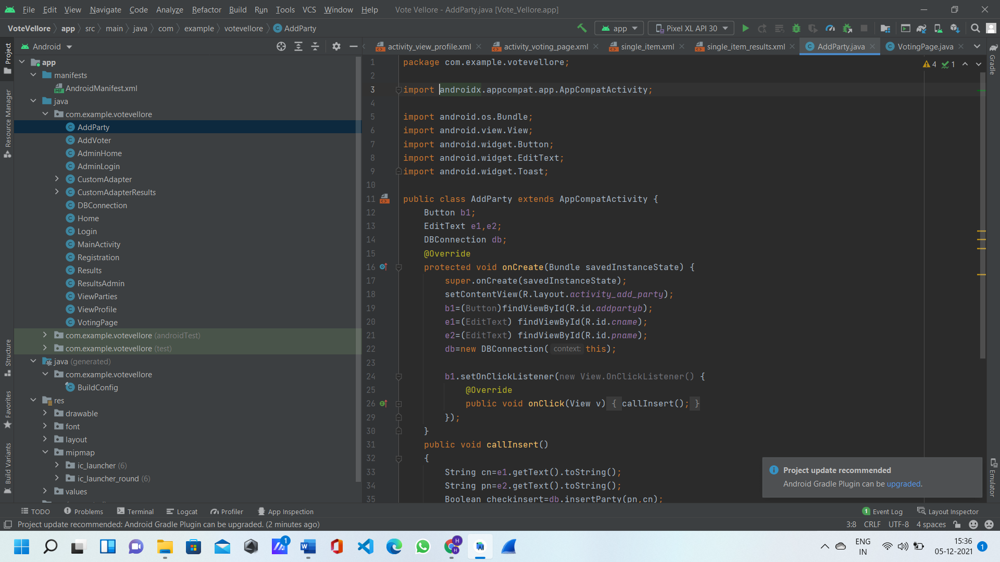 File Edit View Navigate Code Analyze Refactor Build Run Tools VCS Window Help Vote Vellore - AddParty.java [Vote_Vellore.app]
VoteVellore app src main java com example votevellore AddParty app Pixel XL API 30
Android
activity_view_profile.xml activity_voting_page.xml single_item.xml single_item_results.xml AddParty.java VotingPage.java
Project
Resource Manager
Structure
Favorites
Build Variants
app
manifests
AndroidManifest.xml
java
com.example.votevellore
AddParty
AddVoter
AdminHome
AdminLogin
CustomAdapter
CustomAdapterResults
DBConnection
Home
Login
MainActivity
Registration
Results
ResultsAdmin
ViewParties
ViewProfile
VotingPage
com.example.votevellore (androidTest)
com.example.votevellore (test)
java (generated)
com.example.votevellore
BuildConfig
res
drawable
font
layout
mipmap
ic_launcher (6)
ic_launcher_round (6)
values
1 package com.example.votevellore;
2
3 import androidx.appcompat.app.AppCompatActivity;
4
5 import android.os.Bundle;
6 import android.view.View;
7 import android.widget.Button;
8 import android.widget.EditText;
9 import android.widget.Toast;
10
11 public class AddParty extends AppCompatActivity {
12 Button b1;
13 EditText e1,e2;
14 DBConnection db;
15 @Override
16 protected void onCreate(Bundle savedInstanceState) {
17 super.onCreate(savedInstanceState);
18 setContentView(R.layout.activity_add_party);
19 b1=(Button)findViewById(R.id.addpartyb);
20 e1=(EditText) findViewById(R.id.cname);
21 e2=(EditText) findViewById(R.id.pname);
22 db=new DBConnection( context: this);
23
24 b1.setOnClickListener(new View.OnClickListener() {
25 @Override
26 public void onClick(View v) { callInsert(); }
29 });
30 }
31 public void callInsert()
32 {
33 String cn=e1.getText().toString();
34 String pn=e2.getText().toString();
35 Boolean checkinsert=db.insertParty(pn,cn);
4 1
Gradle
Emulator
Project update recommended
Android Gradle Plugin can be upgraded.
TODO Problems Terminal Logcat Profiler App Inspection 1 Event Log Layout Inspector
Project update recommended: Android Gradle Plugin can be upgraded. (2 minutes ago) 3:8 CRLF UTF-8 4 spaces
1
H
H
ENG
IN
15:36
05-12-2021
1